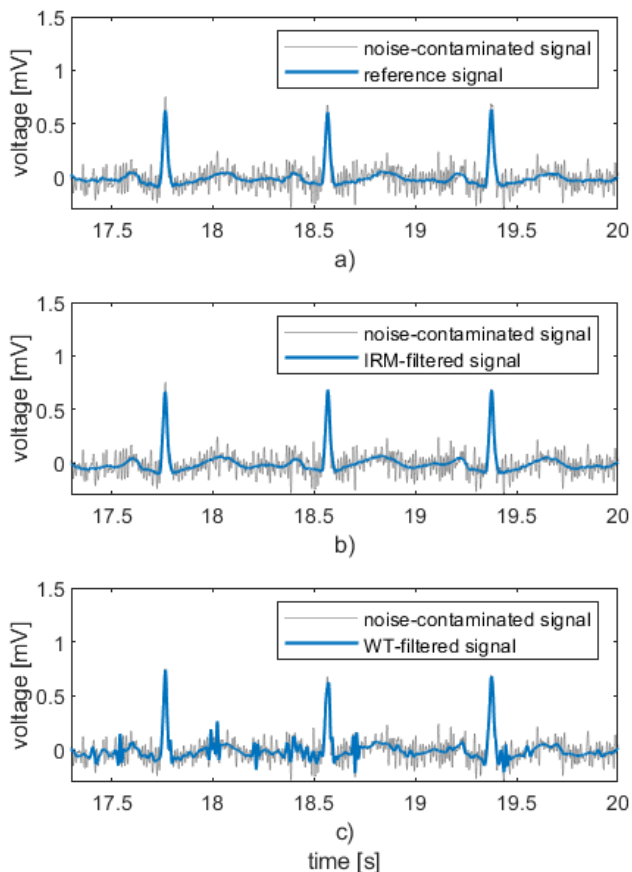 1.5
1
0.5
0
voltage [mV]
noise-contaminated signal
reference signal
17.5 18 18.5 19 19.5 20
a)
1.5
1
0.5
0
voltage [mV]
noise-contaminated signal
IRM-filtered signal
17.5 18 18.5 19 19.5 20
b)
1.5
1
0.5
0
voltage [mV]
noise-contaminated signal
WT-filtered signal
17.5 18 18.5 19 19.5 20
c)
time [s]